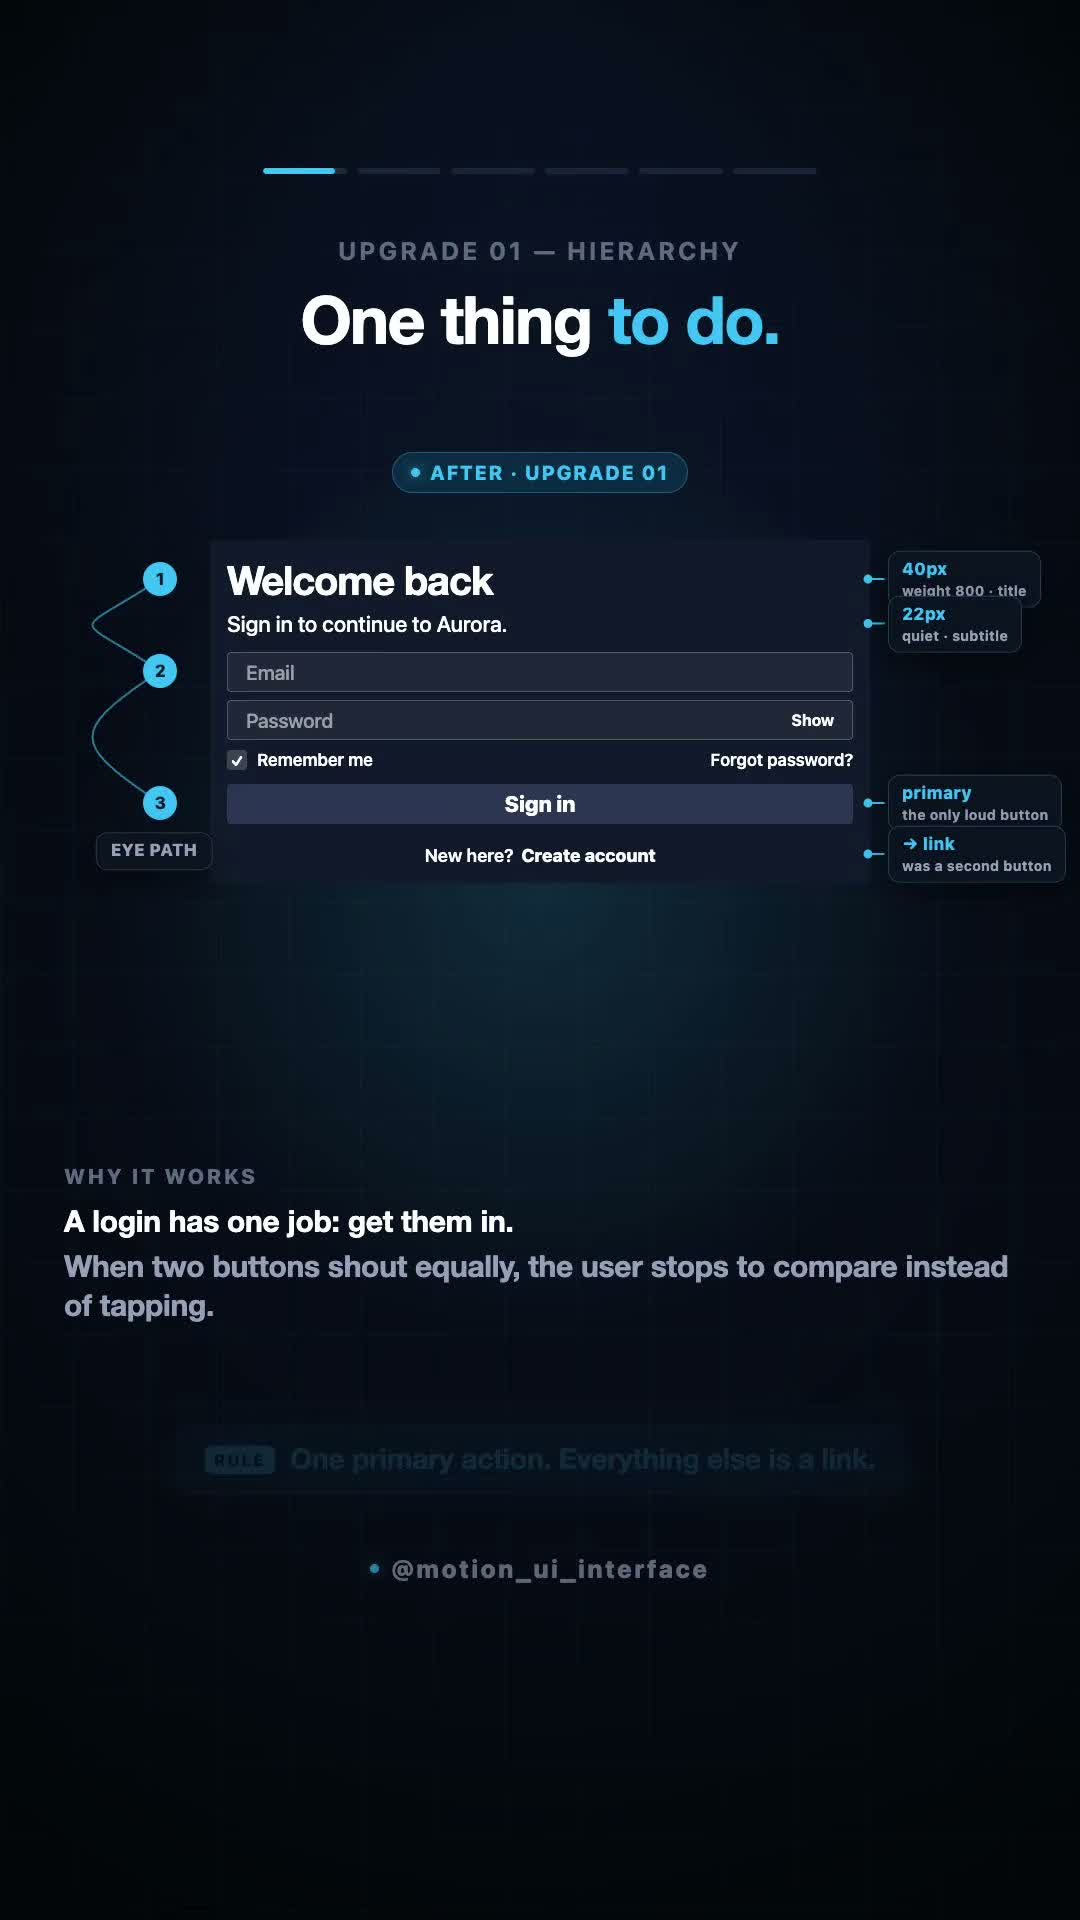 UPGRADE 01 — HIERARCHY
One thing to do.
AFTER · UPGRADE 01
1
Welcome back
40px
weight 800 · title
Sign in to continue to Aurora.
22px
quiet · subtitle
2
Email
Password
Show
Remember me
Forgot password?
3
Sign in
primary
the only loud button
EYE PATH
New here? Create account
→ link
was a second button
WHY IT WORKS
A login has one job: get them in.
When two buttons shout equally, the user stops to compare instead
of tapping.
RULE One primary action. Everything else is a link.
@motion_ui_interface